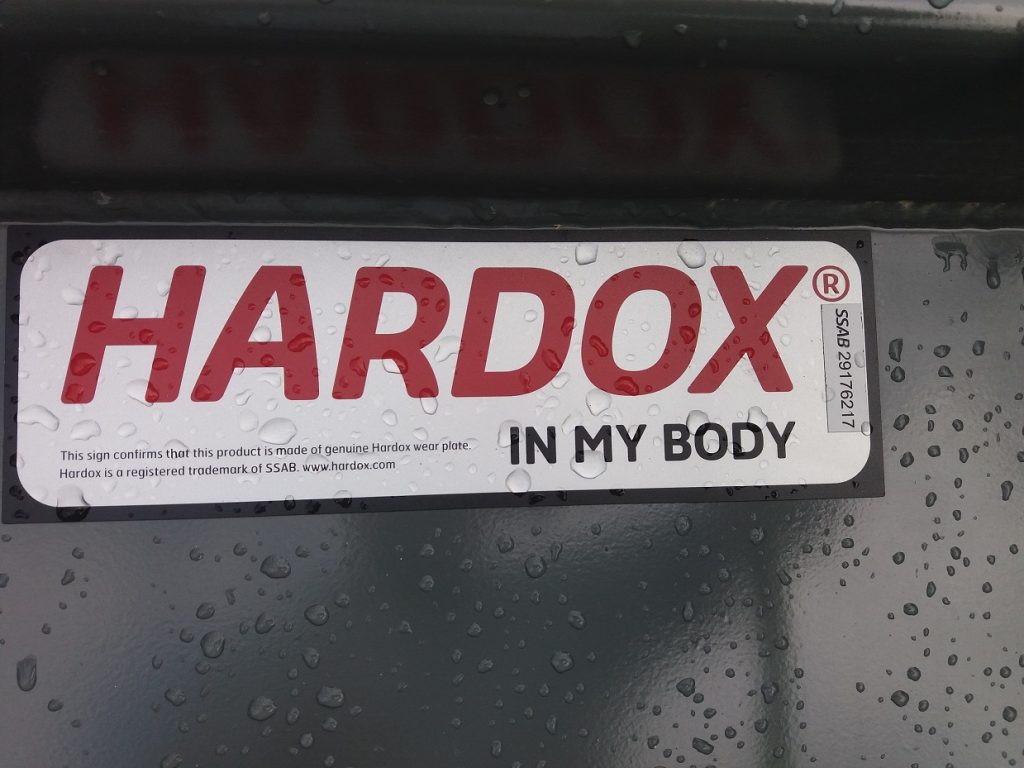 HARDOX®
SSAB 29176217
IN MY BODY
This sign confirms that this product is made of genuine Hardox wear plate.
Hardox is a registered trademark of SSAB. www.hardox.com